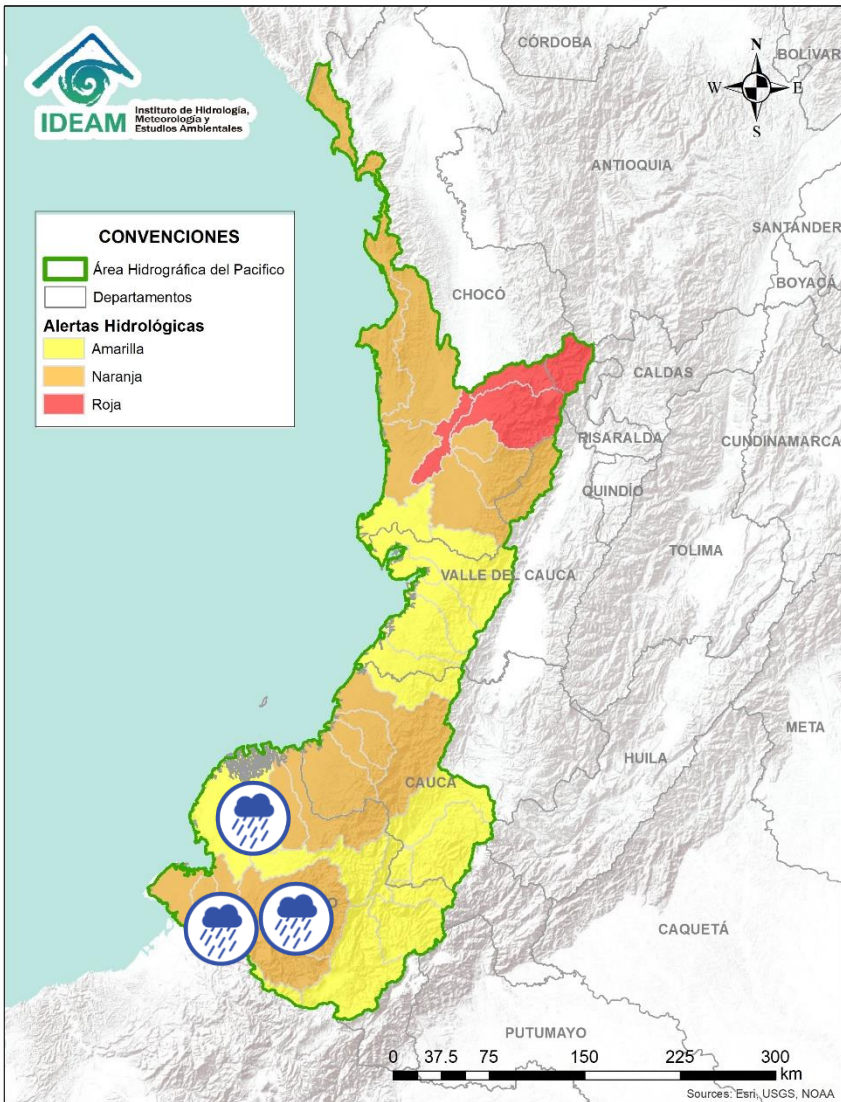 IDEAM
Instituto de Hidrología,
Meteorología y
Estudios Ambientales
CONVENCIONES
Área Hidrográfica del Pacifico
Departamentos
Alertas Hidrológicas
Amarilla
Naranja
Roja
N
W
E
S
CÓRDOBA
BOLÍVAR
ANTIOQUIA
SANTANDER
BOYACÁ
CHOCÓ
CALDAS
RISARALDA
CUNDINAMARCA
QUINDÍO
TOLIMA
VALLE DEL CAUCA
META
HUILA
CAUCA
CAQUETÁ
PUTUMAYO
0 37.5 75 150 225 300
km
Sources: Esri, USGS, NOAA